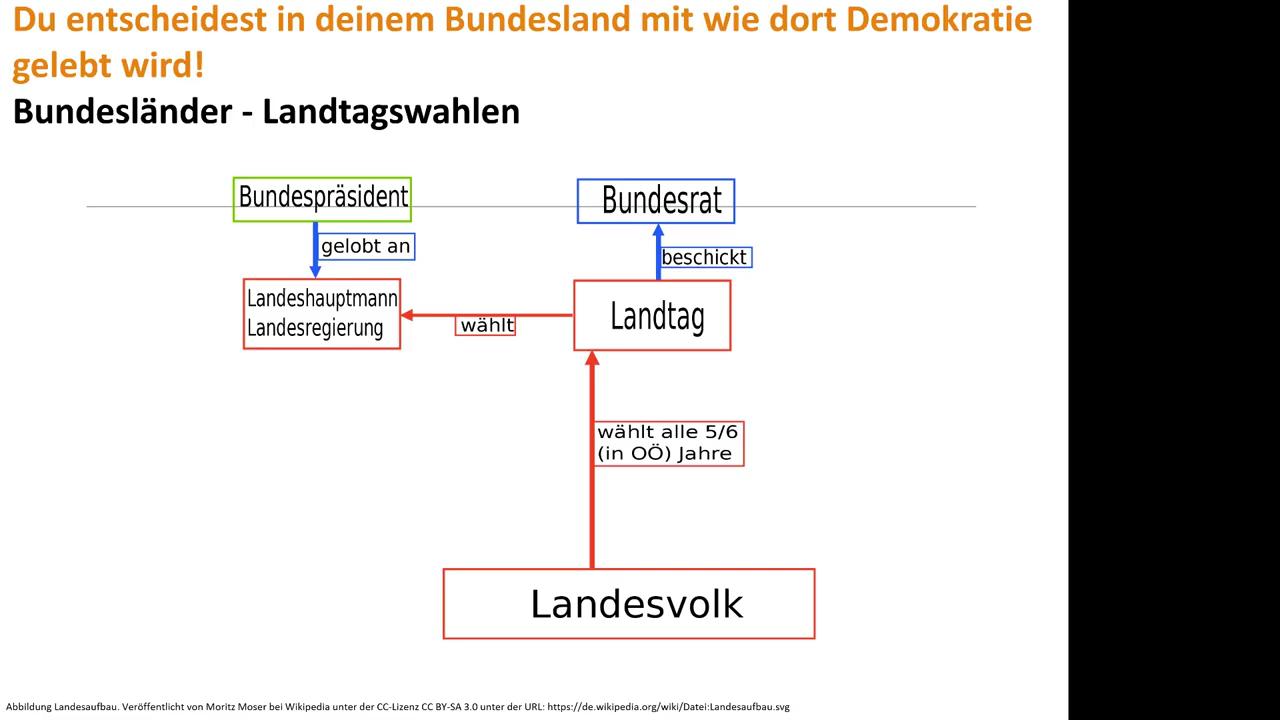 Du entscheidest in deinem Bundesland mit wie dort Demokratie
gelebt wird!
Bundesländer - Landtagswahlen
Bundespräsident
Bundesrat
gelobt an
beschickt
Landeshauptmann
Landesregierung
wählt
Landtag
wählt alle 5/6
(in OÖ) Jahre
Landesvolk
Abbildung Landesaufbau. Veröffentlicht von Moritz Moser bei Wikipedia unter der CC-Lizenz CC BY-SA 3.0 unter der URL: https://de.wikipedia.org/wiki/Datei:Landesaufbau.svg